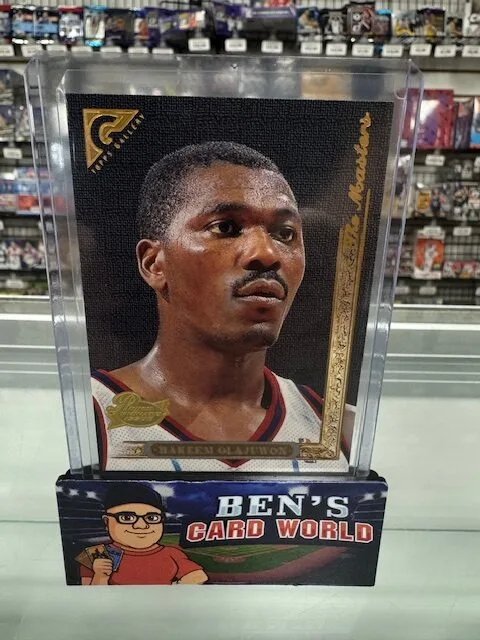 TOPPS GALLERY
The Masters
HAKEEM OLAJUWON
BEN'S
CARD WORLD